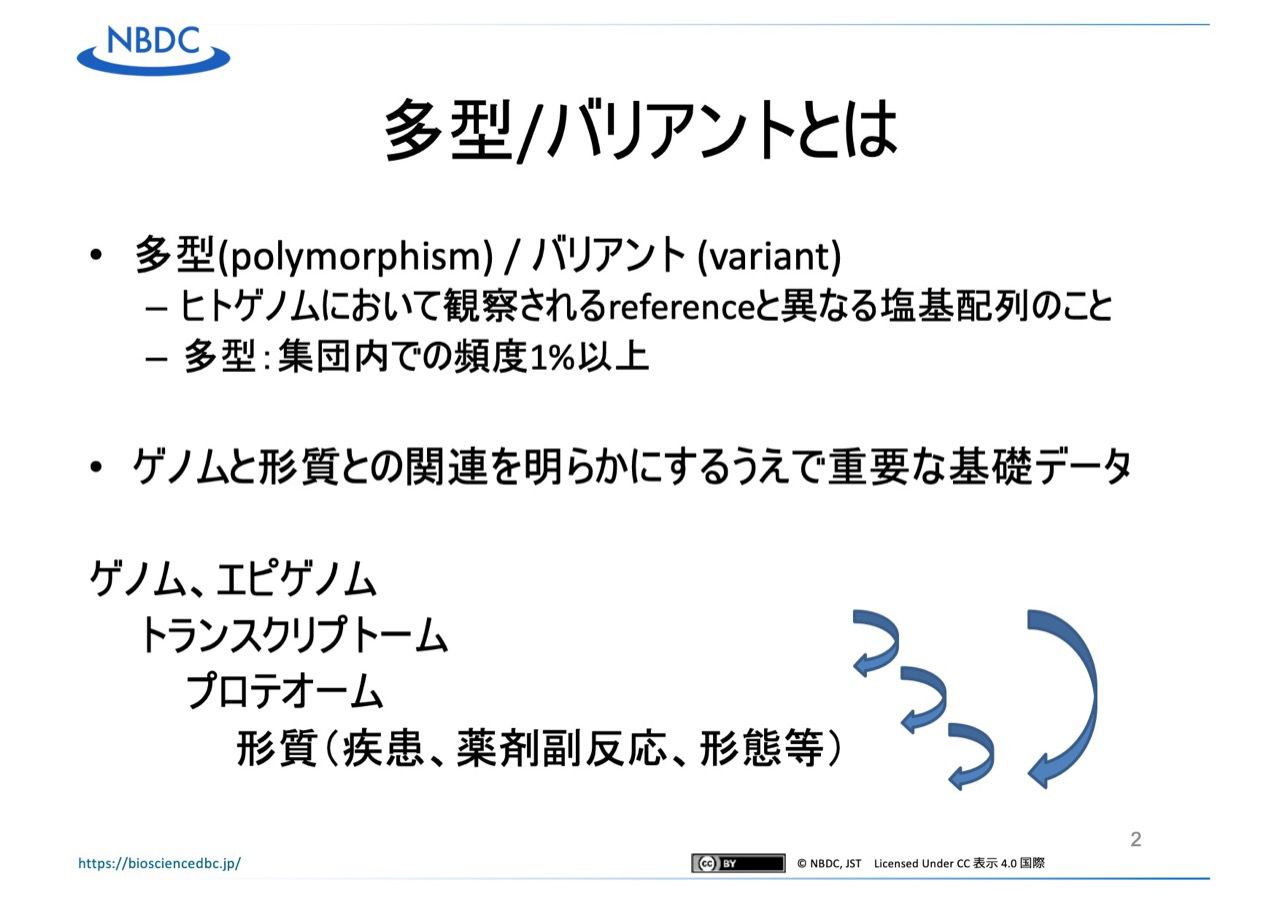 NBDC
多型/バリアントとは
• 多型(polymorphism) / バリアント (variant)
– ヒトゲノムにおいて観察されるreferenceと異なる塩基配列のこと
– 多型：集団内での頻度1%以上
• ゲノムと形質との関連を明らかにするうえで重要な基礎データ
ゲノム、エピゲノム
トランスクリプトーム
プロテオーム
形質（疾患、薬剤副反応、形態等）
2
https://biosciencedbc.jp/
cc BY © NBDC, JST Licensed Under CC 表示 4.0 国際